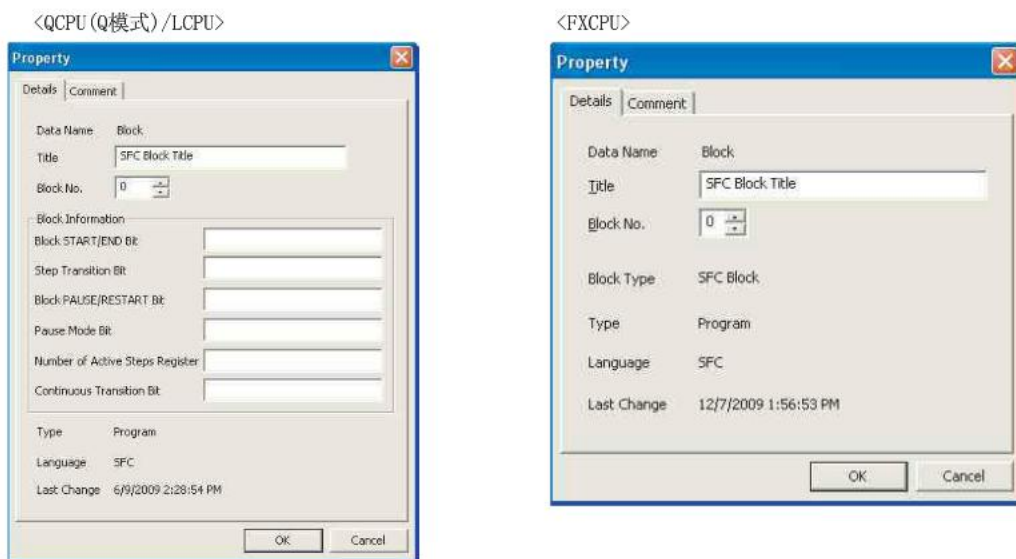 <QCPU(Q模式)/LCPU>
Property
Details
Comment
Data Name Block
Title SFC Block Title
Block No. 0
Block Information
Block START/END Bit
Step Transition Bit
Block PAUSE/RESTART Bit
Pause Mode Bit
Number of Active Steps Register
Continuous Transition Bit
Type Program
Language SFC
Last Change 6/9/2009 2:28:54 PM
OK Cancel
<FXCPU>
Property
Details
Comment
Data Name Block
Title SFC Block Title
Block No. 0
Block Type SFC Block
Type Program
Language SFC
Last Change 12/7/2009 1:56:53 PM
OK Cancel